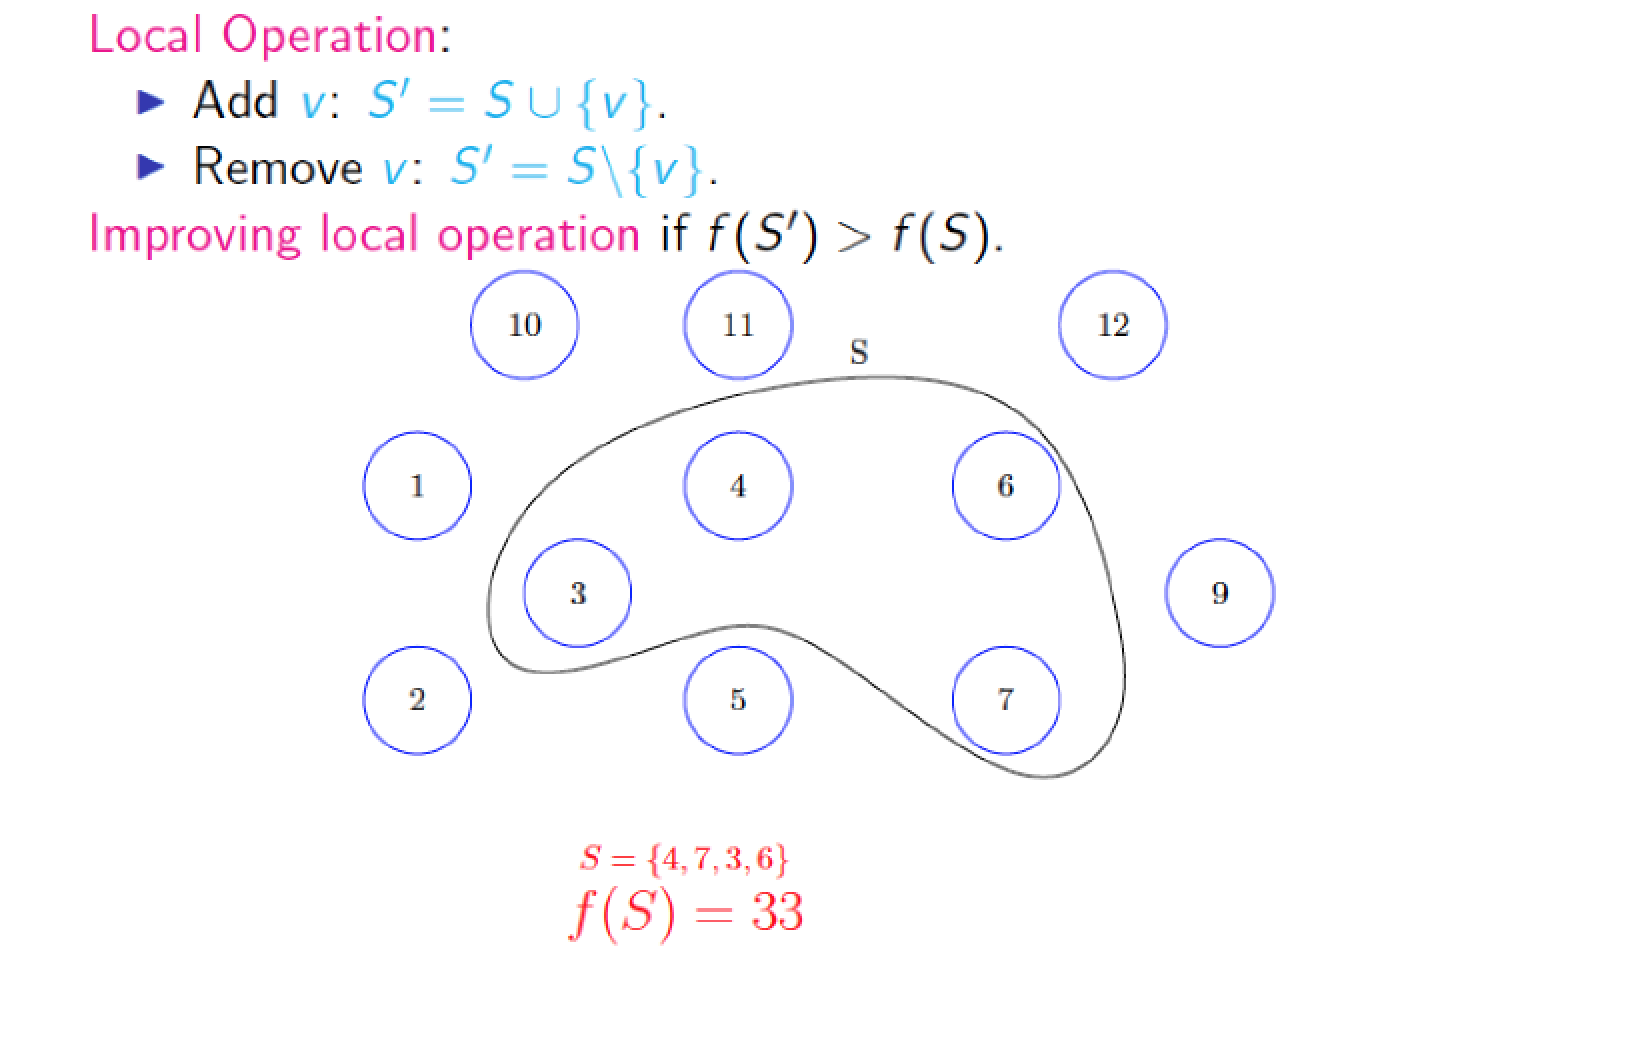 Local Operation:
▶ Add v: S′ = S ∪ {v}.
▶ Remove v: S′ = S\{v}.
Improving local operation if f(S′) > f(S).
10 11 12
S
1 4 6
3 9
2 5 7
S = {4, 7, 3, 6}
f(S) = 33